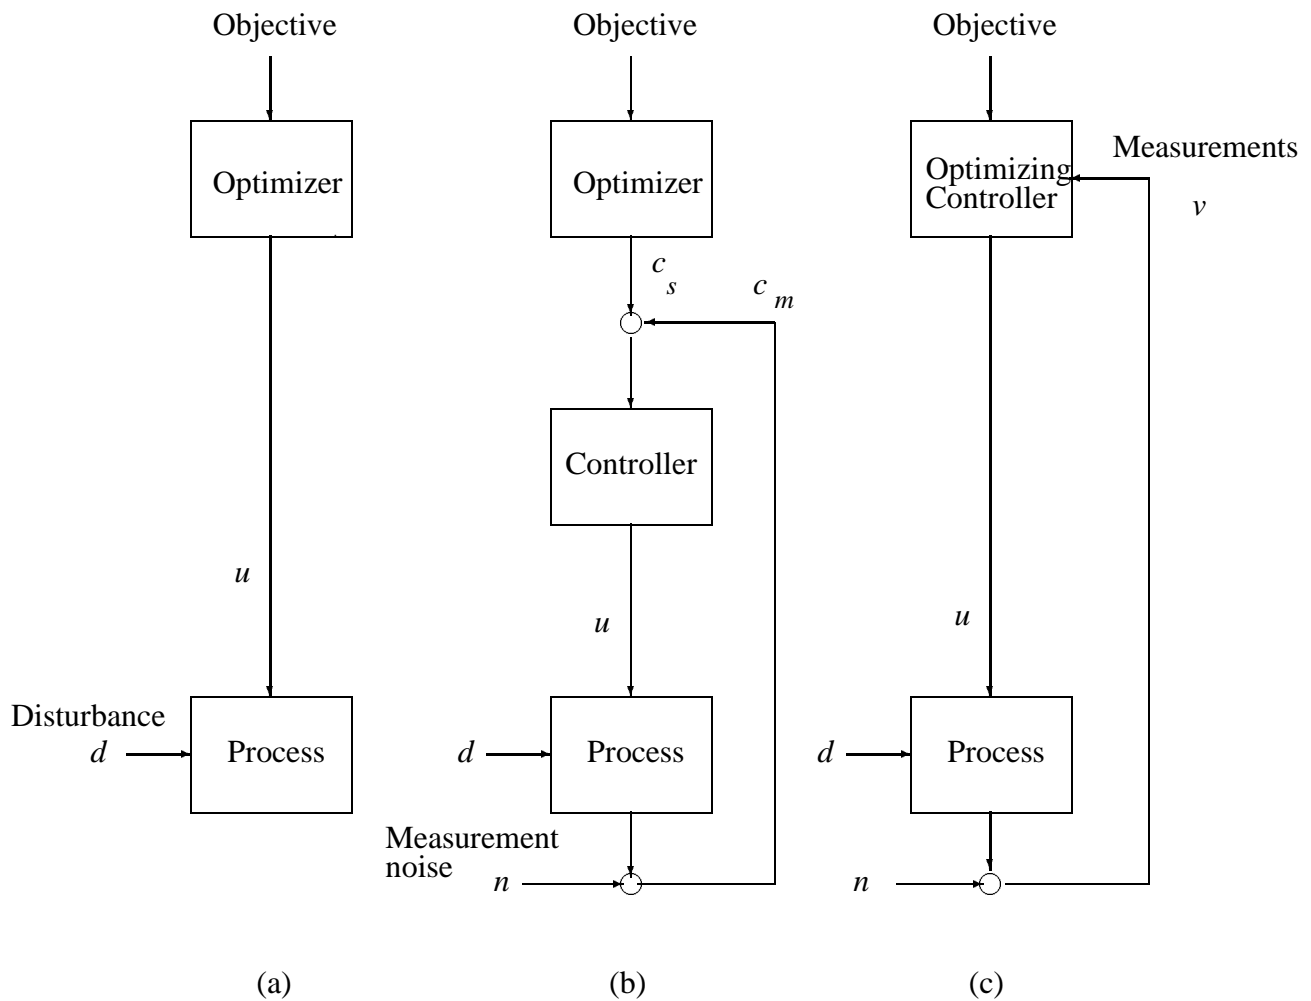 Objective
Optimizer
u
Disturbance
d
Process
(a)
Objective
Optimizer
c s
c m
Controller
u
d
Process
Measurement
noise
n
(b)
Objective
Optimizing
Controller
Measurements
v
u
d
Process
n
(c)